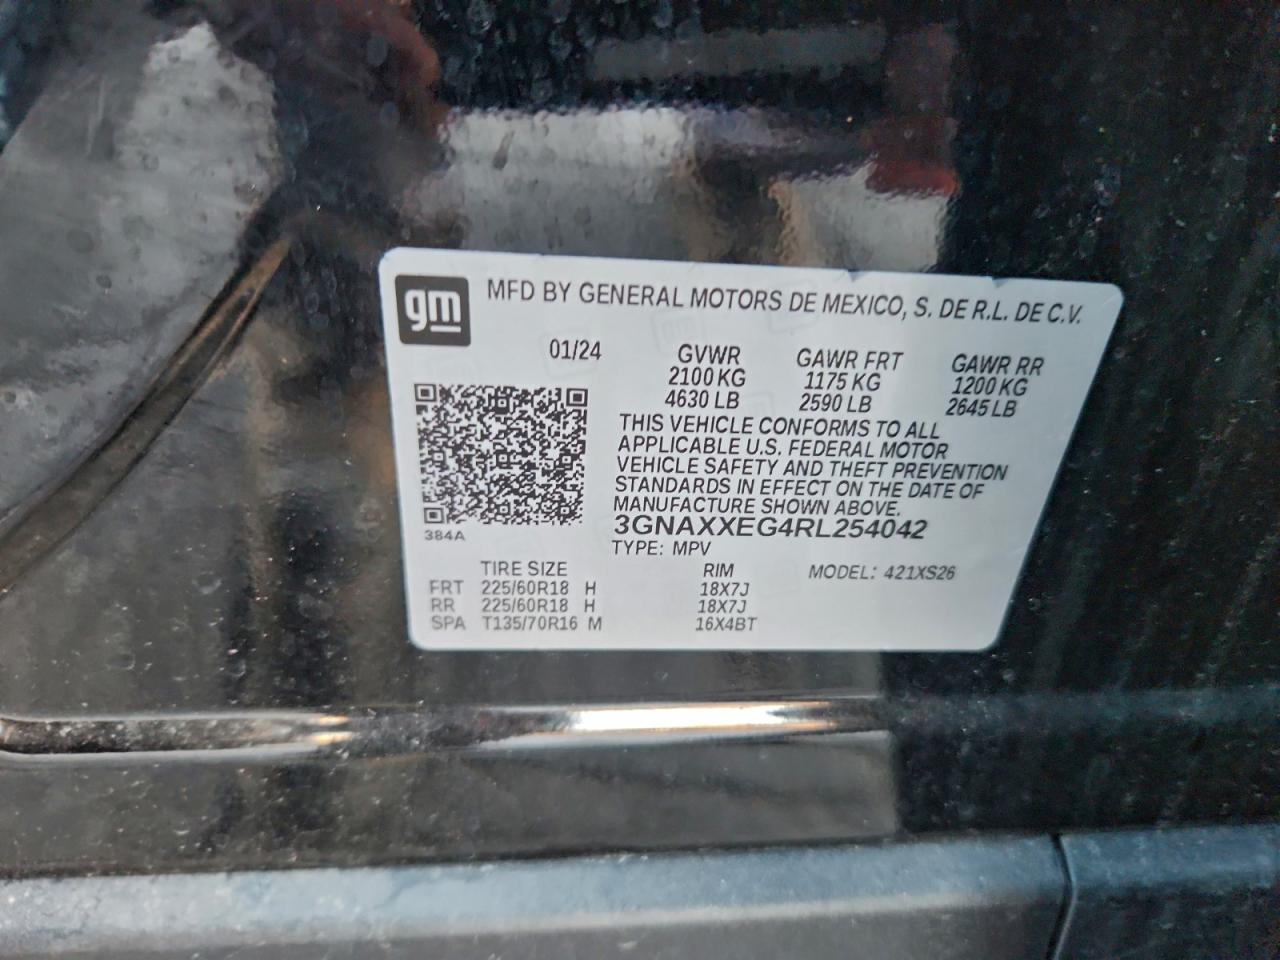 gm
MFD BY GENERAL MOTORS DE MEXICO, S. DE R.L. DE C.V.
01/24 GVWR GAWR FRT GAWR RR
2100 KG 1175 KG 1200 KG
4630 LB 2590 LB 2645 LB
THIS VEHICLE CONFORMS TO ALL
APPLICABLE U.S. FEDERAL MOTOR
VEHICLE SAFETY AND THEFT PREVENTION
STANDARDS IN EFFECT ON THE DATE OF
MANUFACTURE SHOWN ABOVE.
3GNAXXEG4RL254042
384A
TYPE: MPV
TIRE SIZE RIM MODEL: 421XS26
FRT 225/60R18 H 18X7J
RR 225/60R18 H 18X7J
SPA T135/70R16 M 16X4BT